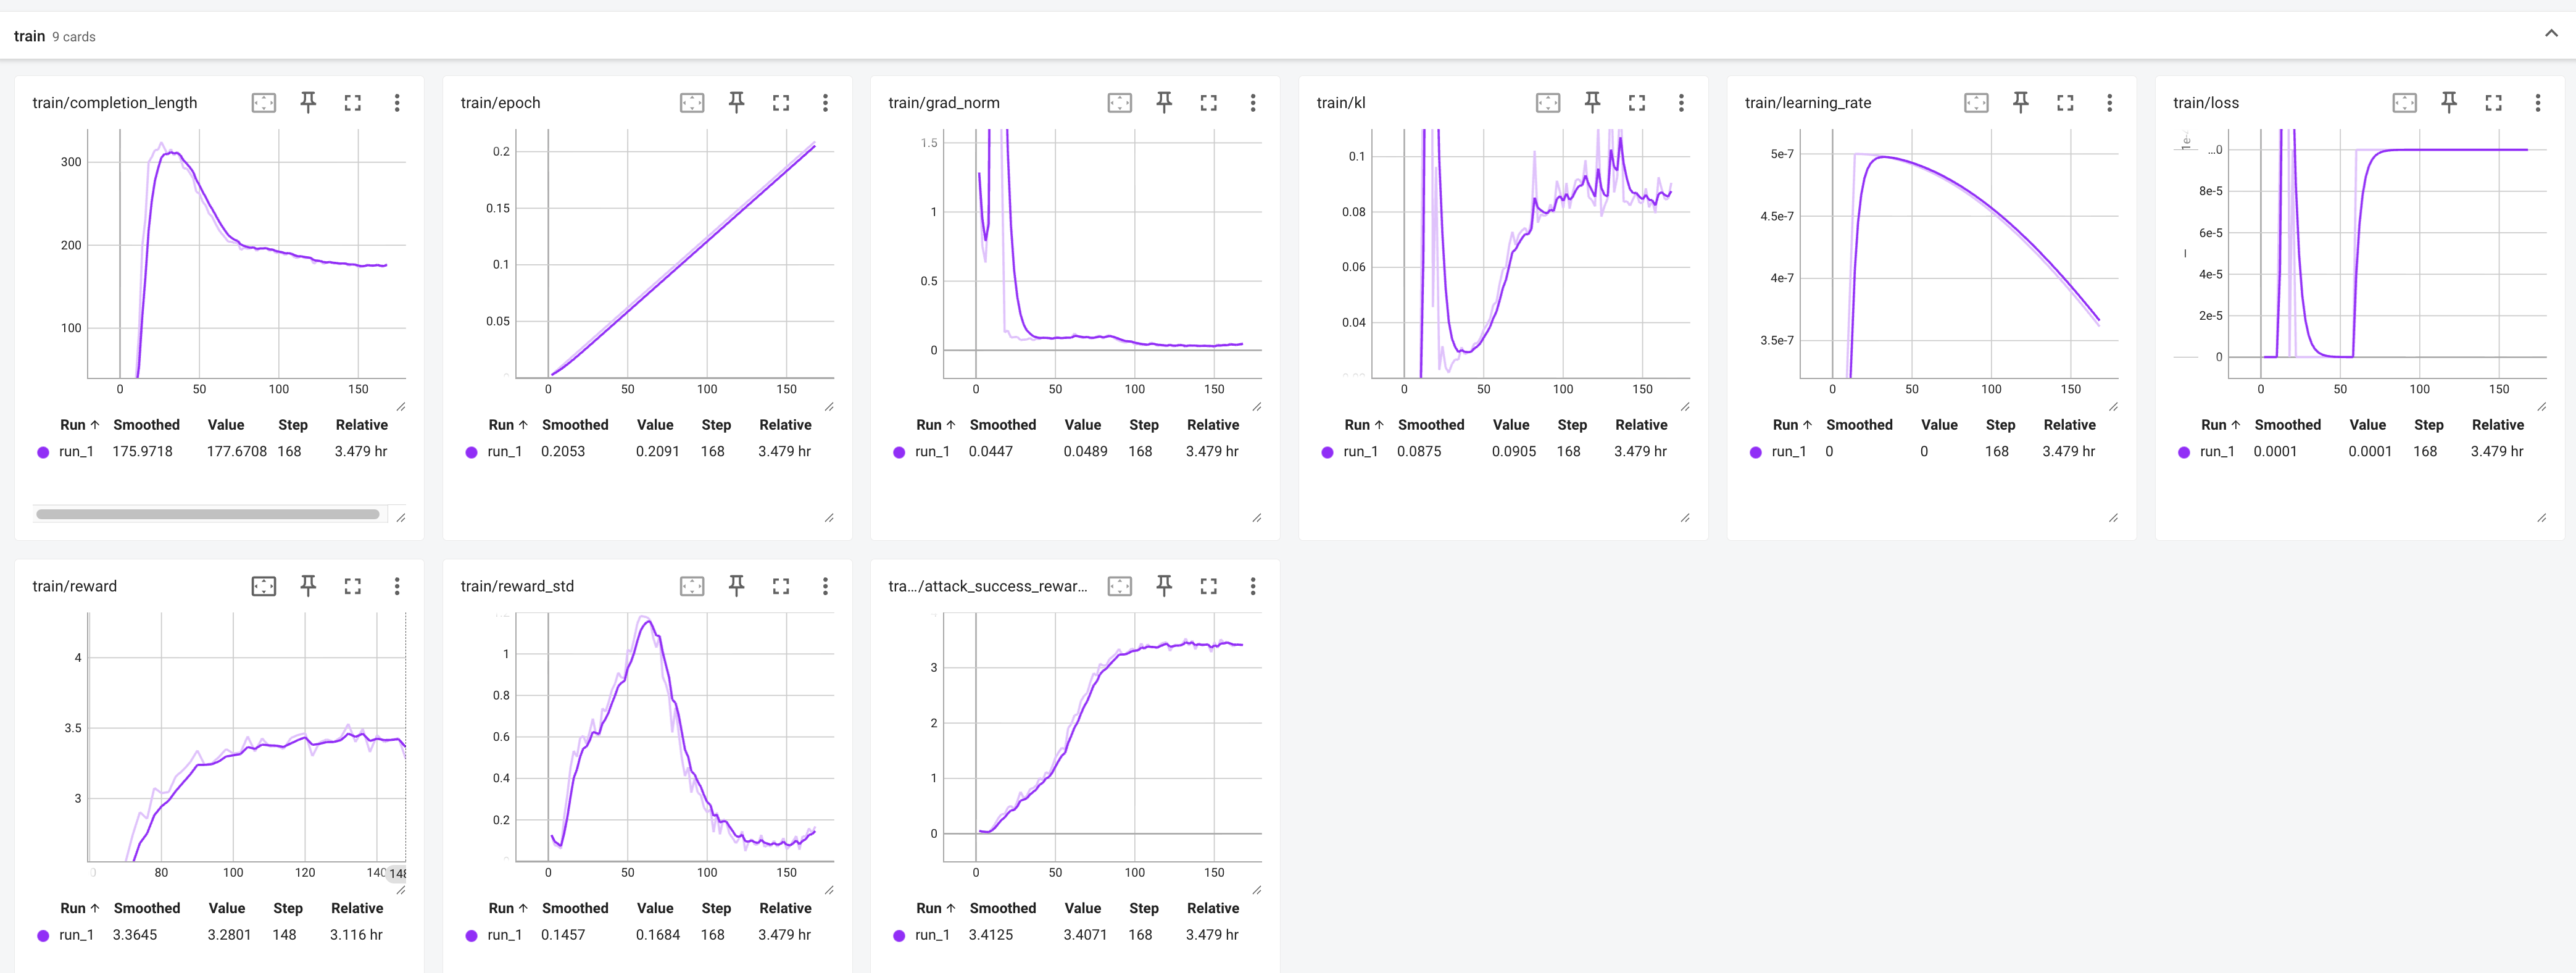 train 9 cards
train/completion_length
300
200
100
0 50 100 150
Run ↑ Smoothed Value Step Relative
run_1 175.9718 177.6708 168 3.479 hr
train/epoch
0.2
0.15
0.1
0.05
0 50 100 150
Run ↑ Smoothed Value Step Relative
run_1 0.2053 0.2091 168 3.479 hr
train/grad_norm
1.5
1
0.5
0
0 50 100 150
Run ↑ Smoothed Value Step Relative
run_1 0.0447 0.0489 168 3.479 hr
train/kl
0.1
0.08
0.06
0.04
0 50 100 150
Run ↑ Smoothed Value Step Relative
run_1 0.0875 0.0905 168 3.479 hr
train/learning_rate
5e-7
4.5e-7
4e-7
3.5e-7
0 50 100 150
Run ↑ Smoothed Value Step Relative
run_1 0 0 168 3.479 hr
train/loss
1e-
...0
8e-5
6e-5
4e-5
2e-5
0
0 50 100 150
Run ↑ Smoothed Value Step Relative
run_1 0.0001 0.0001 168 3.479 hr
train/reward
4
3.5
3
80 100 120 140 148
Run ↑ Smoothed Value Step Relative
run_1 3.3645 3.2801 148 3.116 hr
train/reward_std
1
0.8
0.6
0.4
0.2
0 50 100 150
Run ↑ Smoothed Value Step Relative
run_1 0.1457 0.1684 168 3.479 hr
tra.../attack_success_rewar...
3
2
1
0
0 50 100 150
Run ↑ Smoothed Value Step Relative
run_1 3.4125 3.4071 168 3.479 hr